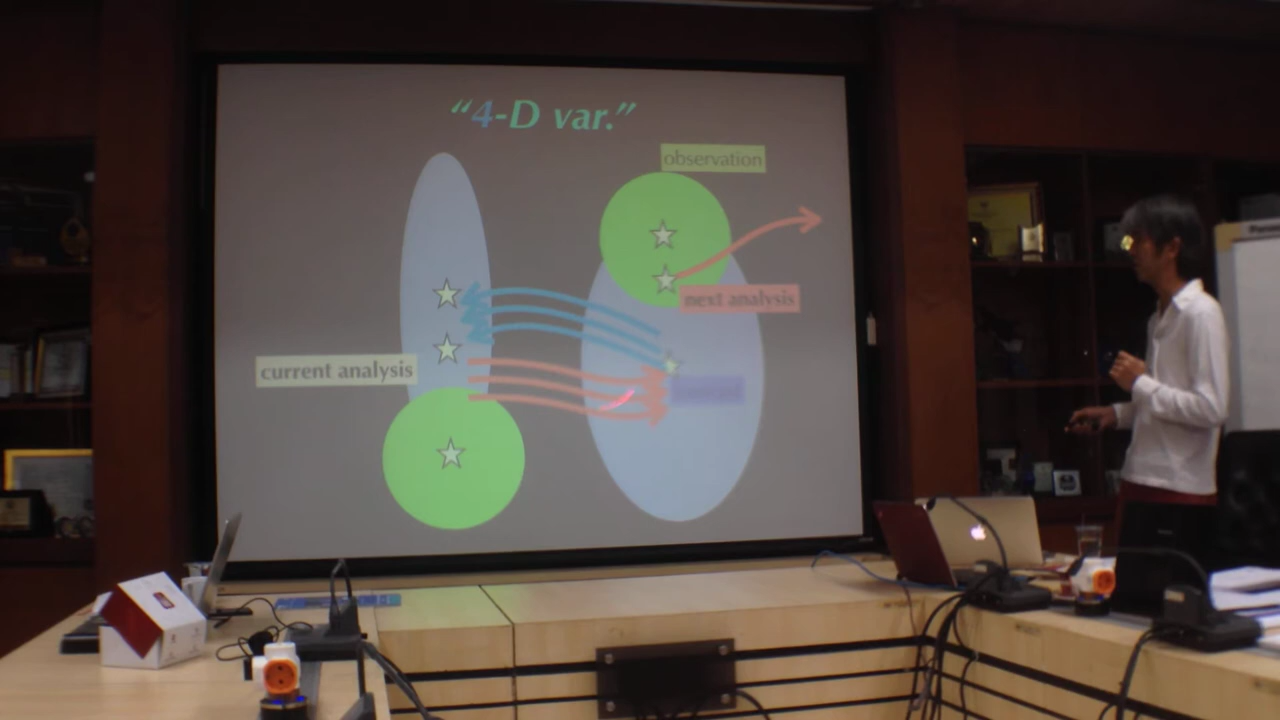 “4-D var.”
observation
next analysis
current analysis